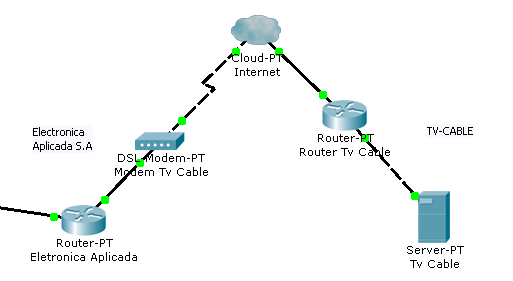 Cloud-PT
Internet
Electronica
Aplicada S.A
DSL-Modem-PT
Modem Tv Cable
Router-PT
Router Tv Cable
TV-CABLE
Router-PT
Eletronica Aplicada
Server-PT
Tv Cable